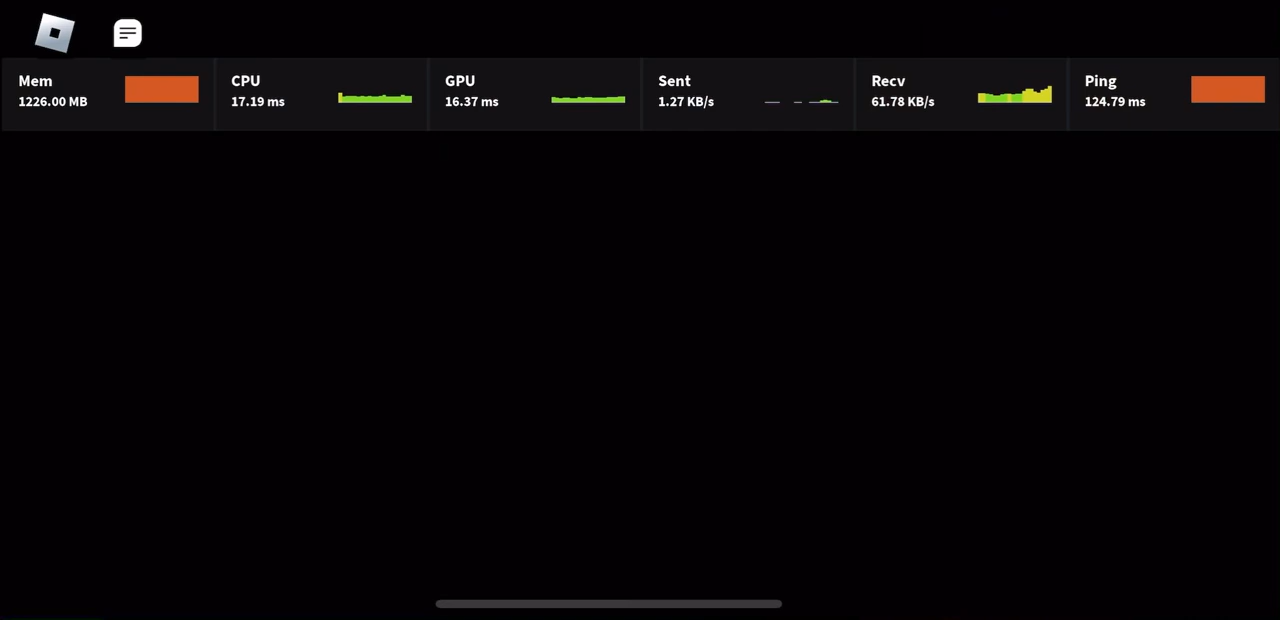 Mem CPU GPU Sent Recv Ping
1226.00 MB 17.19 ms 16.37 ms 1.27 KB/s 61.78 KB/s 124.79 ms